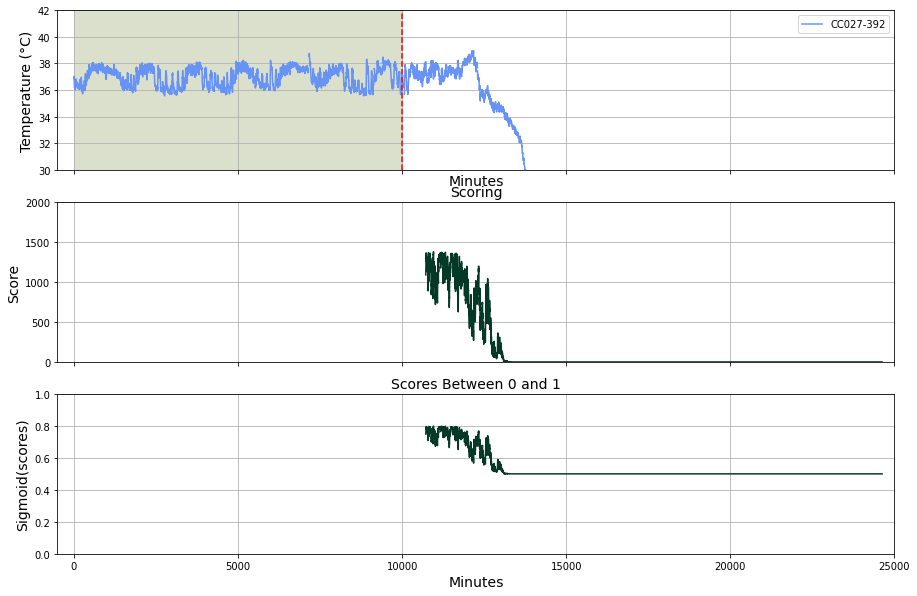 42
40
38
36
34
32
30
Temperature (°C)
CC027-392
Minutes
Scoring
2000
1500
1000
500
0
Score
Scores Between 0 and 1
1.0
0.8
0.6
0.4
0.2
0.0
Sigmoid(scores)
0 5000 10000 15000 20000 25000
Minutes